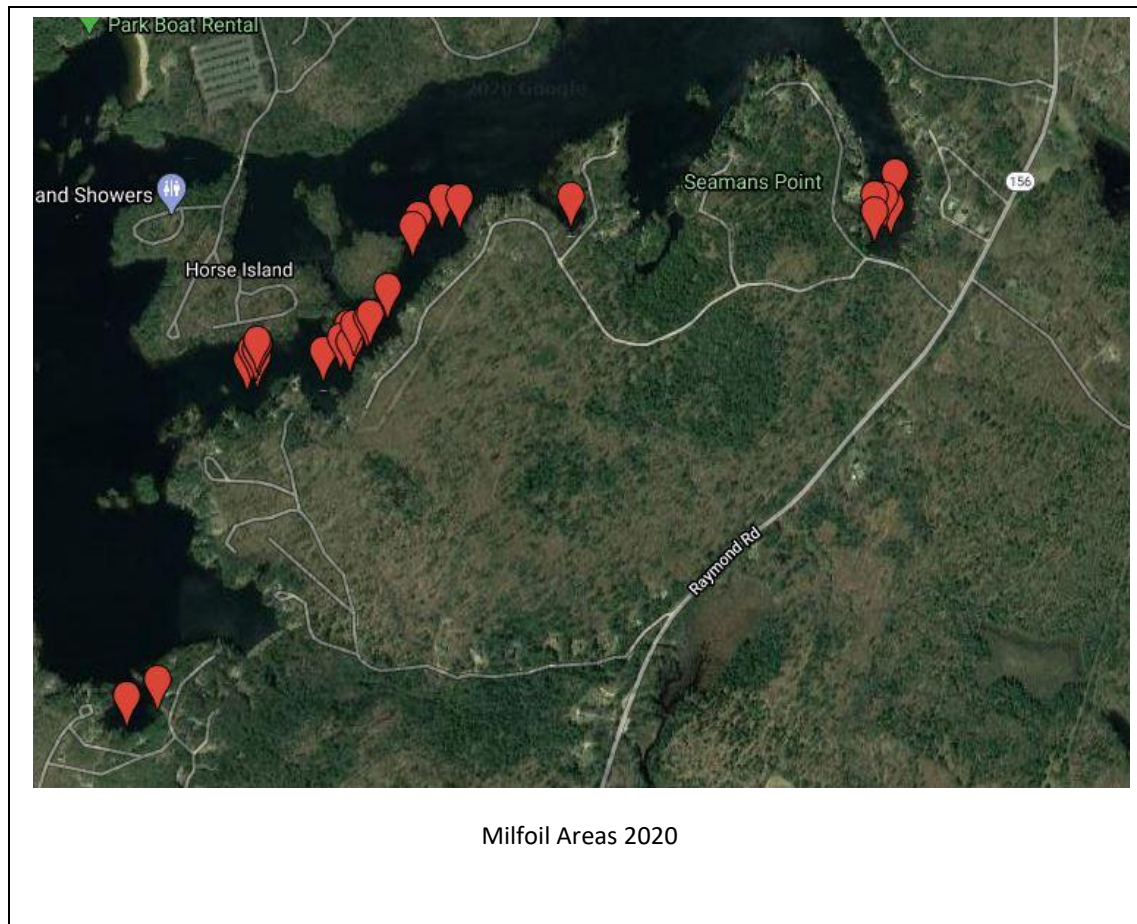 Park Boat Rental
2020 Google
and Showers
Seamans Point
156
Horse Island
Raymond Rd
Milfoil Areas 2020